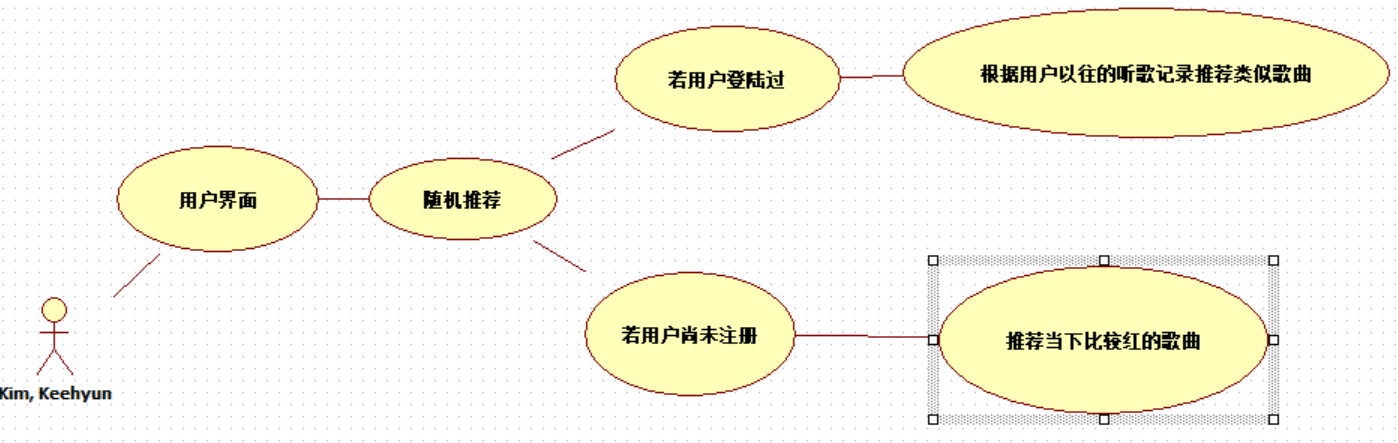 若用户登陆过
根据用户以往的听歌记录推荐类似歌曲
用户界面
随机推荐
若用户尚未注册
推荐当下比较红的歌曲
Kim, Keehyun